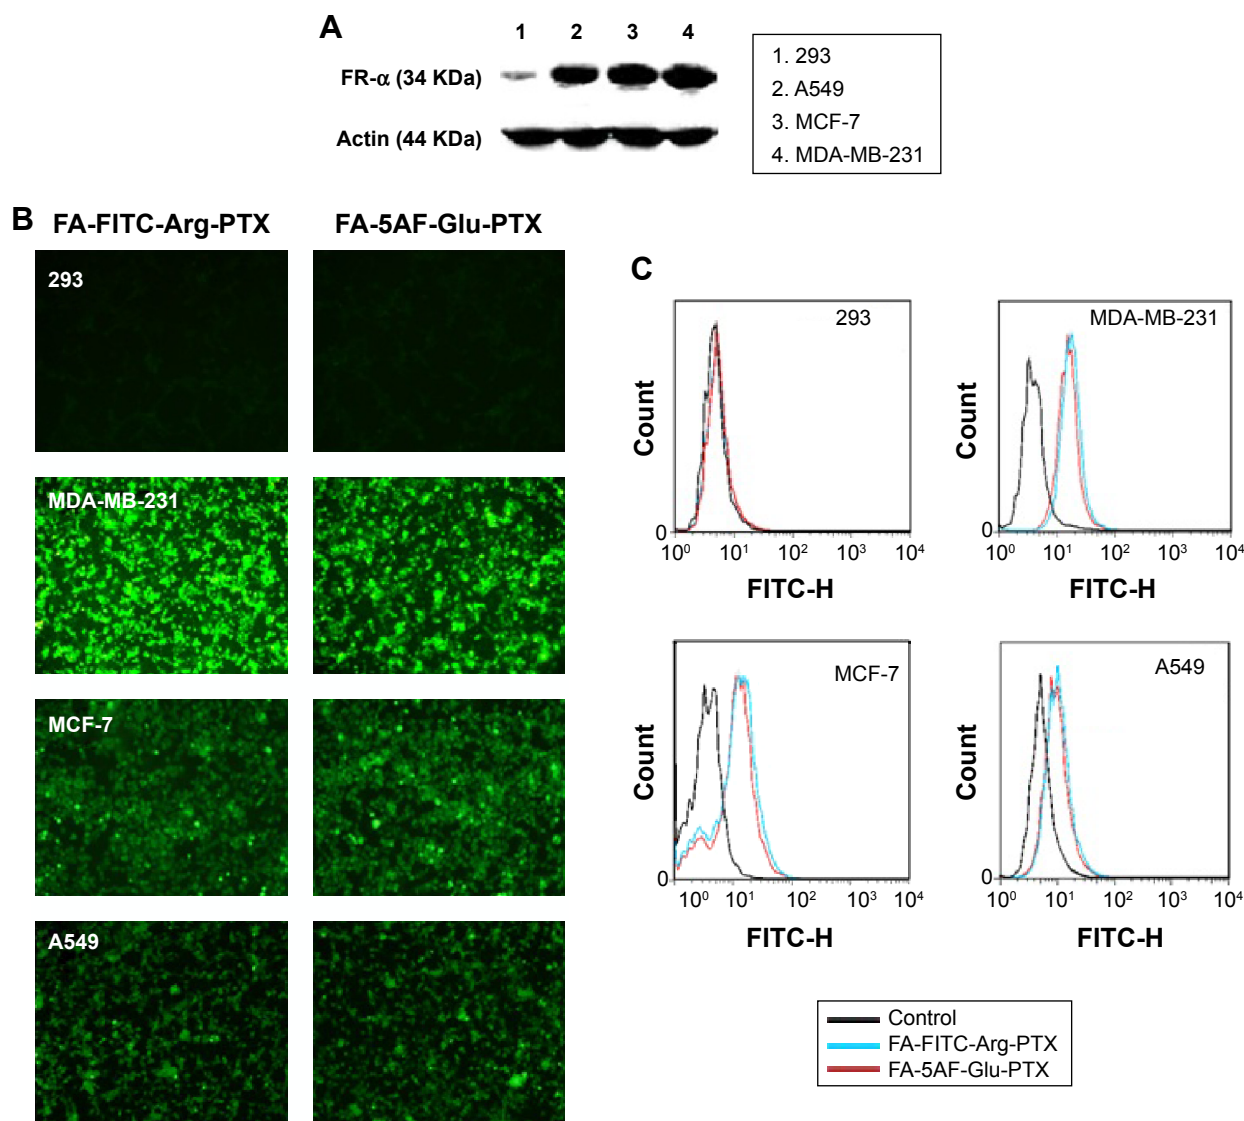 A
1 2 3 4
FR-α (34 KDa)
Actin (44 KDa)
1. 293
2. A549
3. MCF-7
4. MDA-MB-231
B
FA-FITC-Arg-PTX FA-5AF-Glu-PTX
293
MDA-MB-231
MCF-7
A549
C
293
Count
0
10⁰ 10¹ 10² 10³ 10⁴
FITC-H
MDA-MB-231
Count
0
10⁰ 10¹ 10² 10³ 10⁴
FITC-H
MCF-7
Count
0
10⁰ 10¹ 10² 10³ 10⁴
FITC-H
A549
Count
0
10⁰ 10¹ 10² 10³ 10⁴
FITC-H
Control
FA-FITC-Arg-PTX
FA-5AF-Glu-PTX